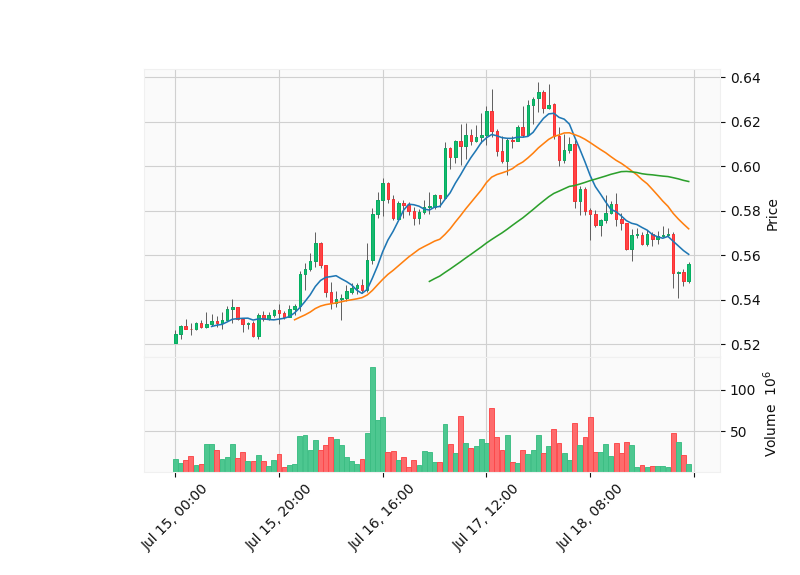 0.64
0.62
0.60
0.58
0.56
0.54
0.52
Price
100
50
Volume 10^6
Jul 15, 00:00
Jul 15, 20:00
Jul 16, 16:00
Jul 17, 12:00
Jul 18, 08:00